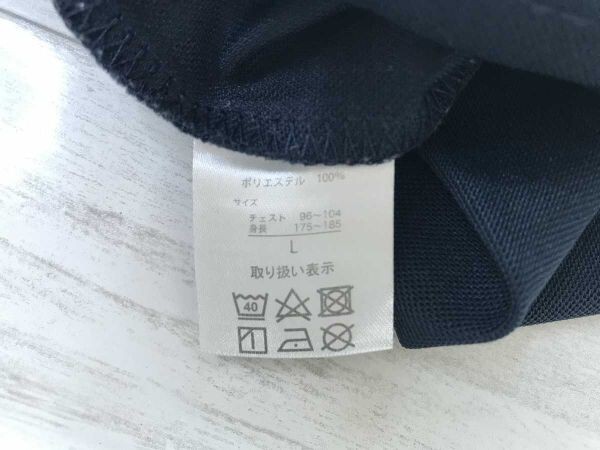 ポリエステル 100%
サイズ
チェスト 96~104
身長 175~185
L
取り扱い表示
40